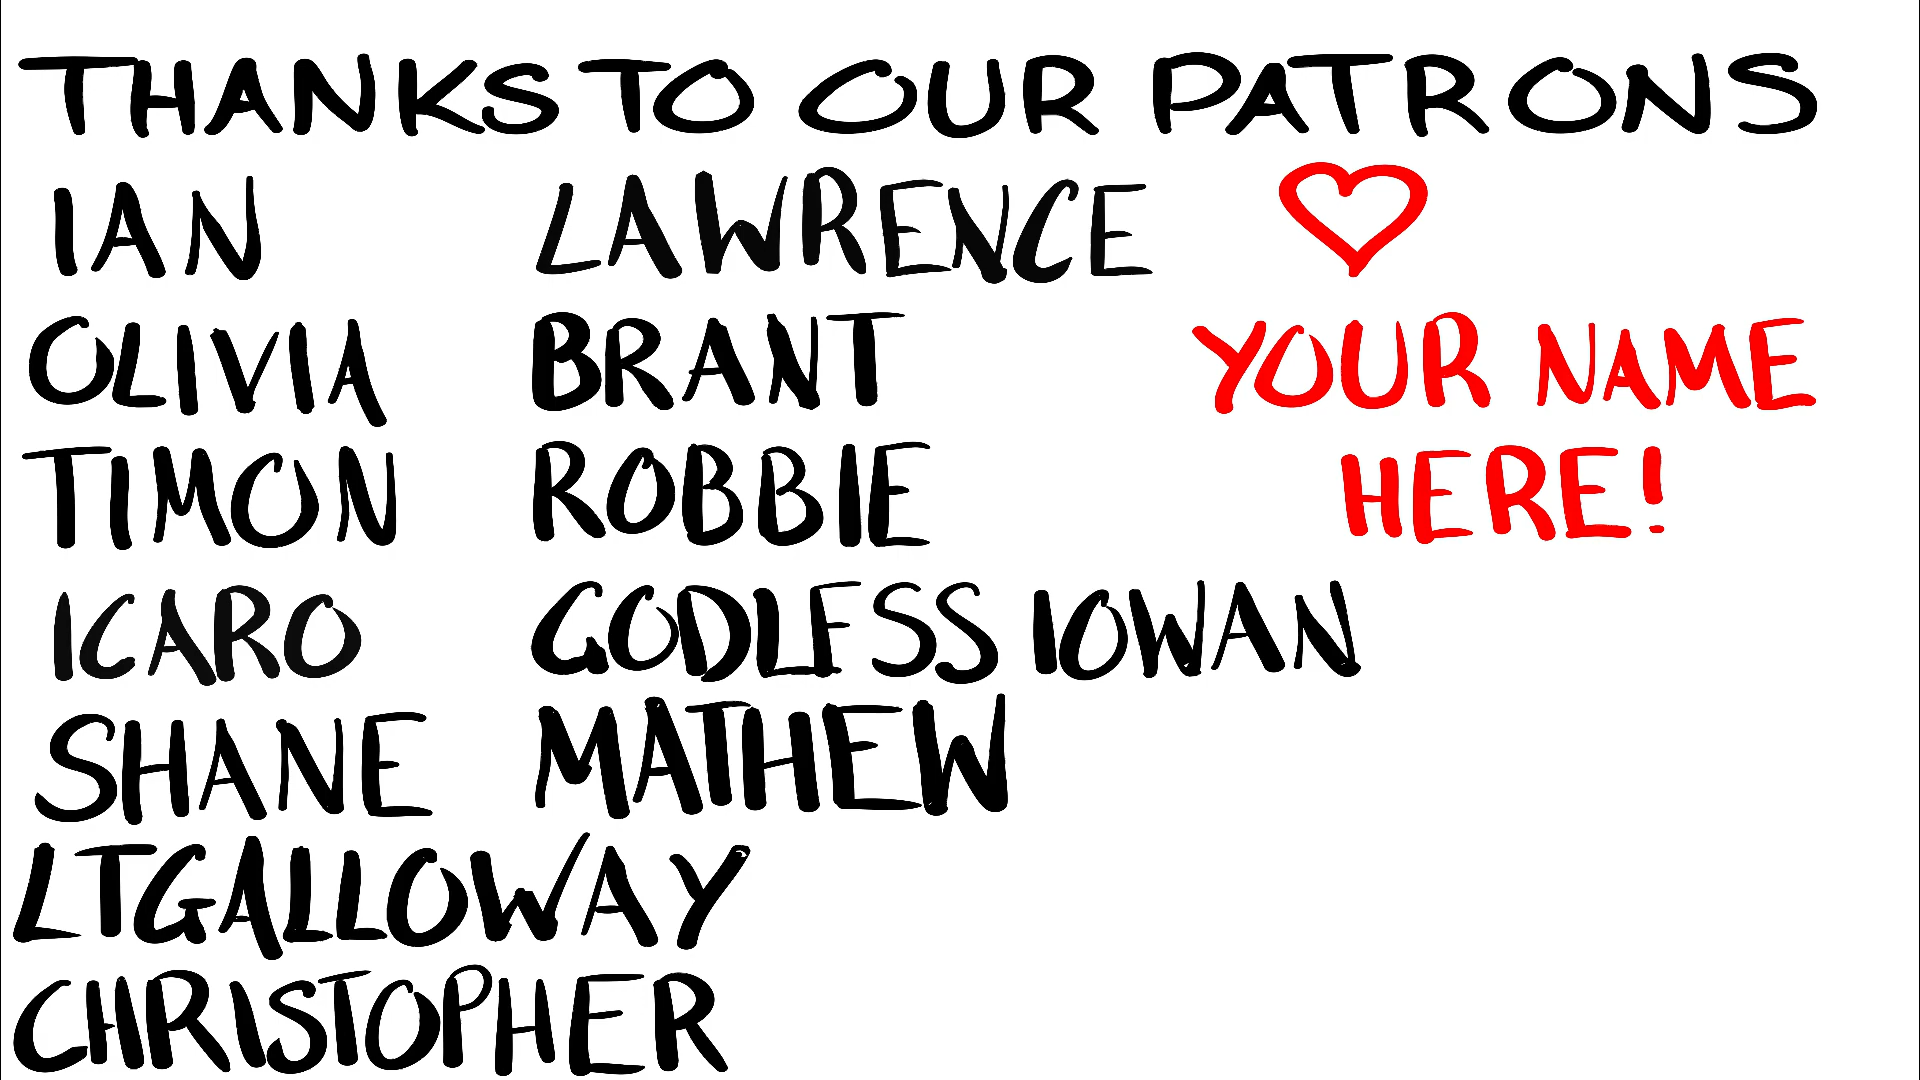 THANKS TO OUR PATRONS
IAN
OLIVIA
TIMON
ICARO
SHANE
LTGALLOWAY
CHRISTOPHER
LAWRENCE
BRANT
ROBBIE
GODLESS IOWAN
MATHEW
YOUR NAME
HERE!